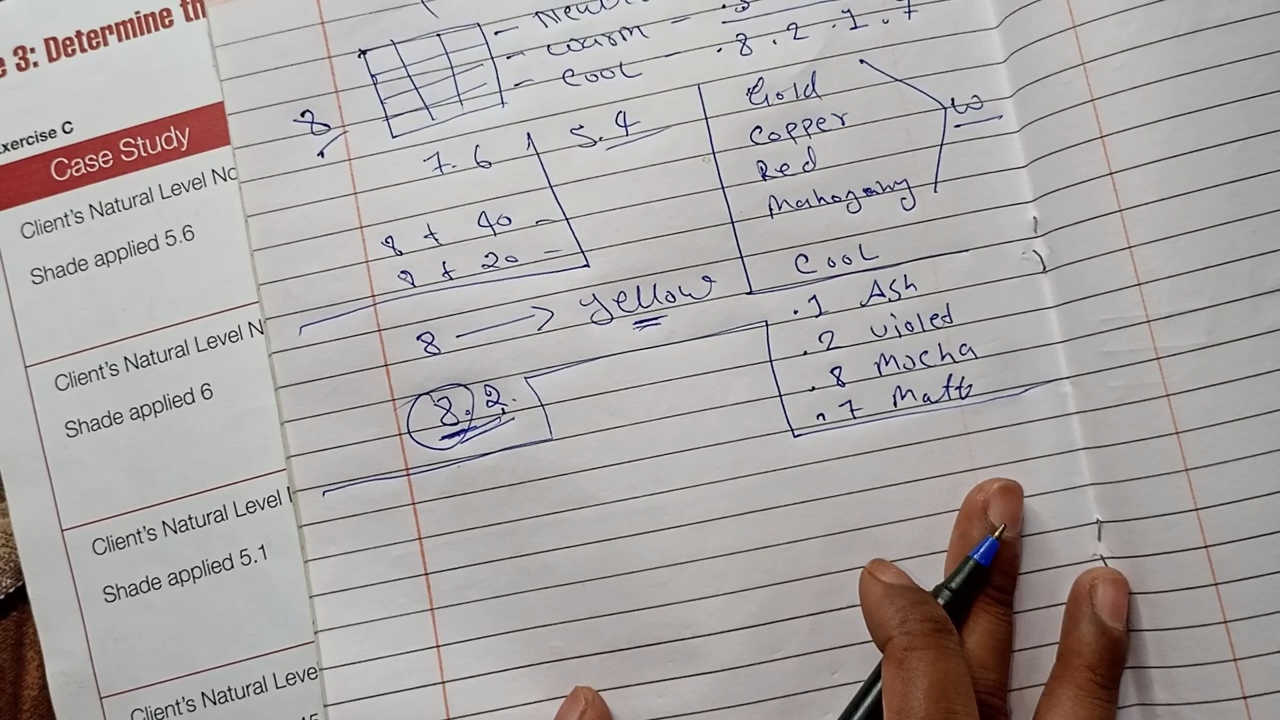 3: Determine th
Exercise C
Case Study
Client's Natural Level No
Shade applied 5.6
Client's Natural Level N
Shade applied 6
Client's Natural Level
Shade applied 5.1
Client's Natural Leve
- warm -
- cool - .8 .2 .1 .7
8
7.6
5.4
8 + 40 -
8 + 20 =
8 → yellow
8.2.
Gold
Copper
Red
Mahogany
W
Cool
.1 Ash
.2 violed
.8 Mocha
.7 Matt